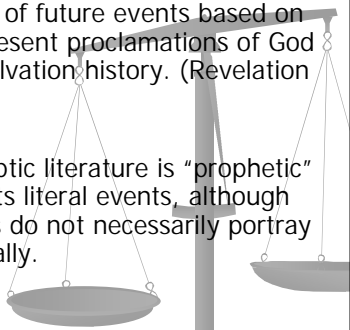 of future events based on
esent proclamations of God
lvation history. (Revelation
ptic literature is “prophetic”
ts literal events, although
s do not necessarily portray
ally.